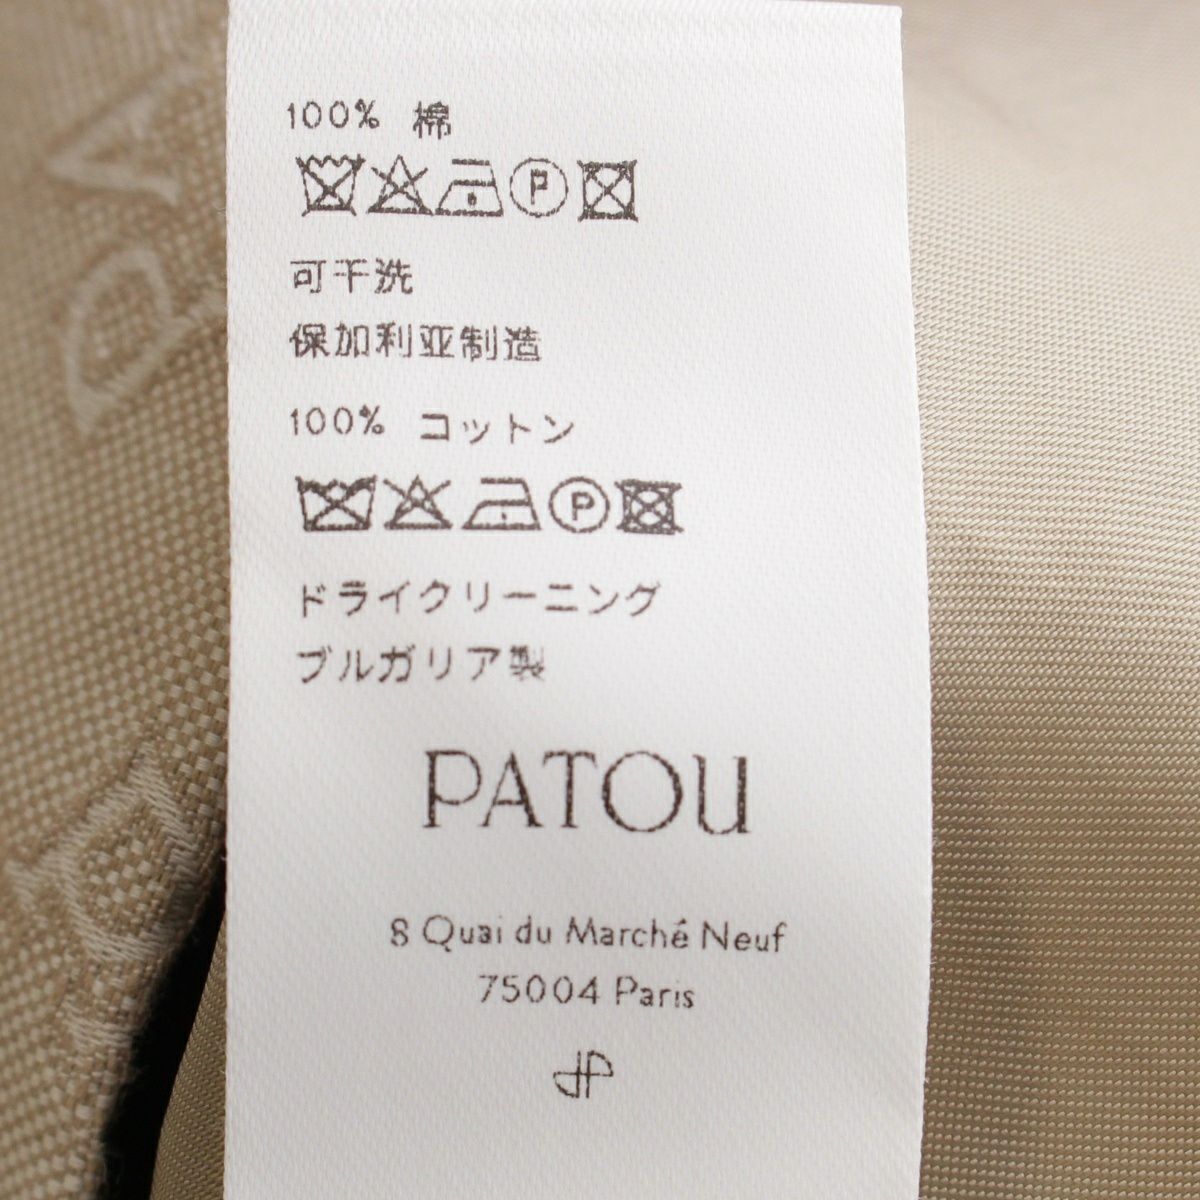 100% 棉
P
可干洗
保加利亚制造
100% コットン
P
ドライクリーニング
ブルガリア製
PATOU
8 Quai du Marché Neuf
75004 Paris
JP